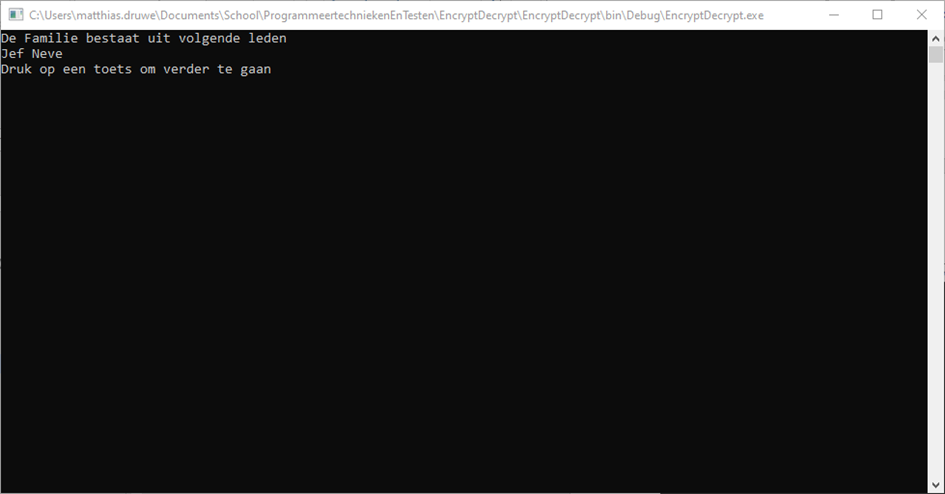 C:\Users\matthias.druwe\Documents\School\ProgrammeertechniekenEnTesten\EncryptDecrypt\EncryptDecrypt\bin\Debug\EncryptDecrypt.exe
De Familie bestaat uit volgende leden
Jef Neve
Druk op een toets om verder te gaan